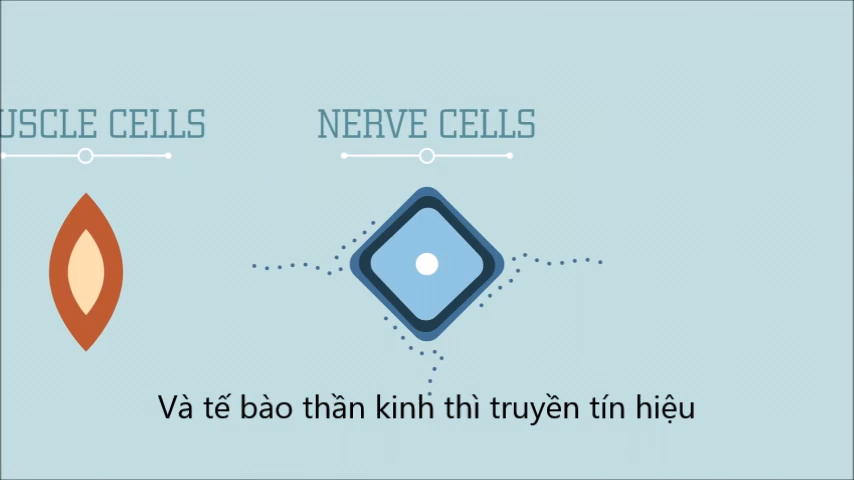 USCLE CELLS
NERVE CELLS
Và tế bào thần kinh thì truyền tín hiệu